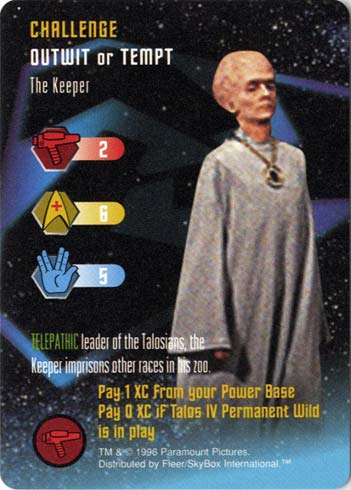 CHALLENGE
OUTWIT or TEMPT
The Keeper
2
6
5
TELEPATHIC leader of the Talosians, the
Keeper imprisons other races in his zoo.
Pay 1 XC From your Power Base
Pay 0 XC if Talos IV Permanent Wild
is in play
TM & © 1996 Paramount Pictures.
Distributed by Fleer/SkyBox International.™